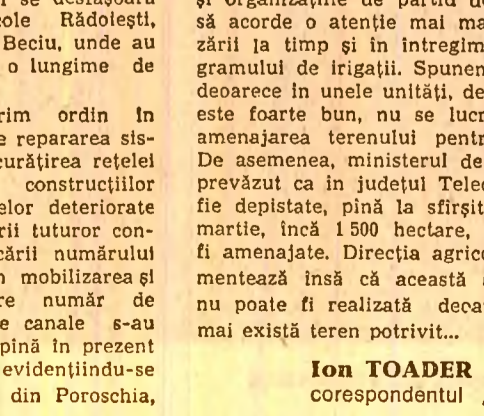 se desfășoară
cole Rădoiești,
Beciu, unde au
o lungime de
rim ordin în
e repararea sis-
curățirea rețelei
construcțiilor
elor deteriorate
rii tuturor con-
cării numărului
n mobilizarea și
re număr de
e canale s-au
pînă în prezent
evidențiindu-se
din Poroschia,
și organizațiile de partid
să acorde o atenție mai ma
zării la timp și în întregim
gramului de irigații. Spunem
deoarece în unele unități, de
este foarte bun, nu se lucr
amenajarea terenului pentr
De asemenea, ministerul de
prevăzut ca în județul Teleo
fie depistate, pînă la sfîrșit
martie, încă 1 500 hectare,
fi amenajate. Direcția agrico
mentează însă că această
nu poate fi realizată deoar
mai există teren potrivit...
Ion TOADER
corespondentul